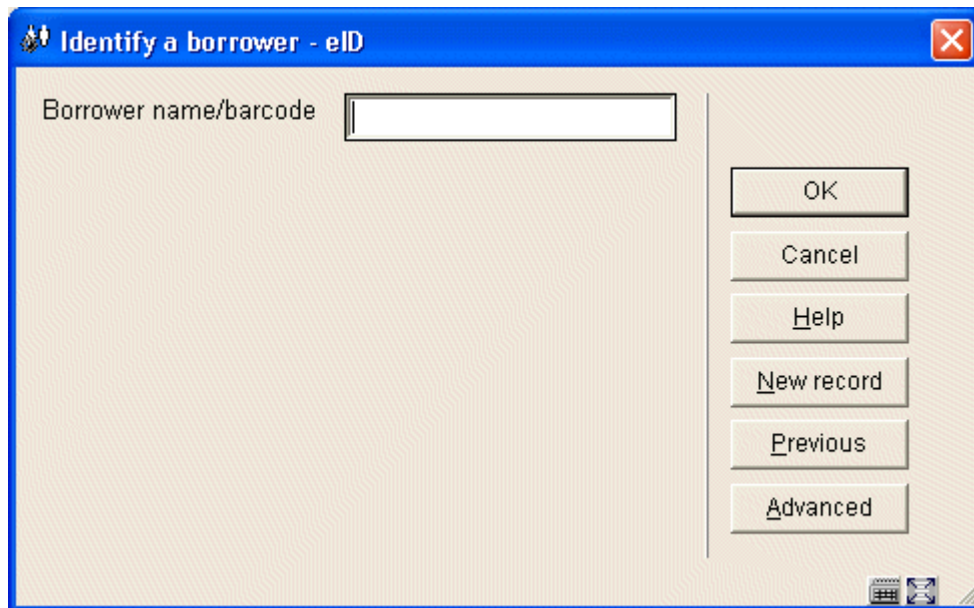 Identify a borrower - eID
Borrower name/barcode
OK
Cancel
Help
New record
Previous
Advanced